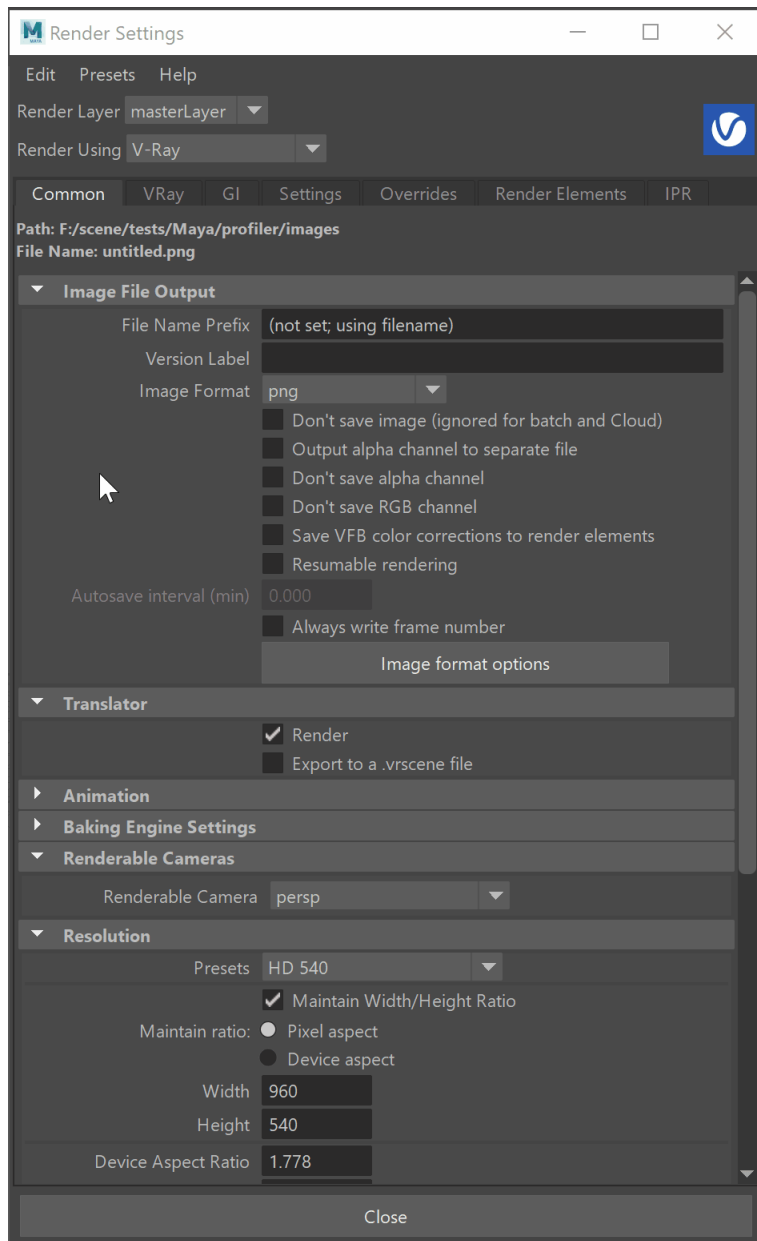 Render Settings
Edit Presets Help
Render Layer masterLayer
Render Using V-Ray
Common VRay GI Settings Overrides Render Elements IPR
Path: F:/scene/tests/Maya/profiler/images
File Name: untitled.png
Image File Output
File Name Prefix (not set; using filename)
Version Label
Image Format png
Don't save image (ignored for batch and Cloud)
Output alpha channel to separate file
Don't save alpha channel
Don't save RGB channel
Save VFB color corrections to render elements
Resumable rendering
Autosave interval (min) 0.000
Always write frame number
Image format options
Translator
Render
Export to a .vrscene file
Animation
Baking Engine Settings
Renderable Cameras
Renderable Camera persp
Resolution
Presets HD 540
Maintain Width/Height Ratio
Maintain ratio: Pixel aspect
Device aspect
Width 960
Height 540
Device Aspect Ratio 1.778
Close